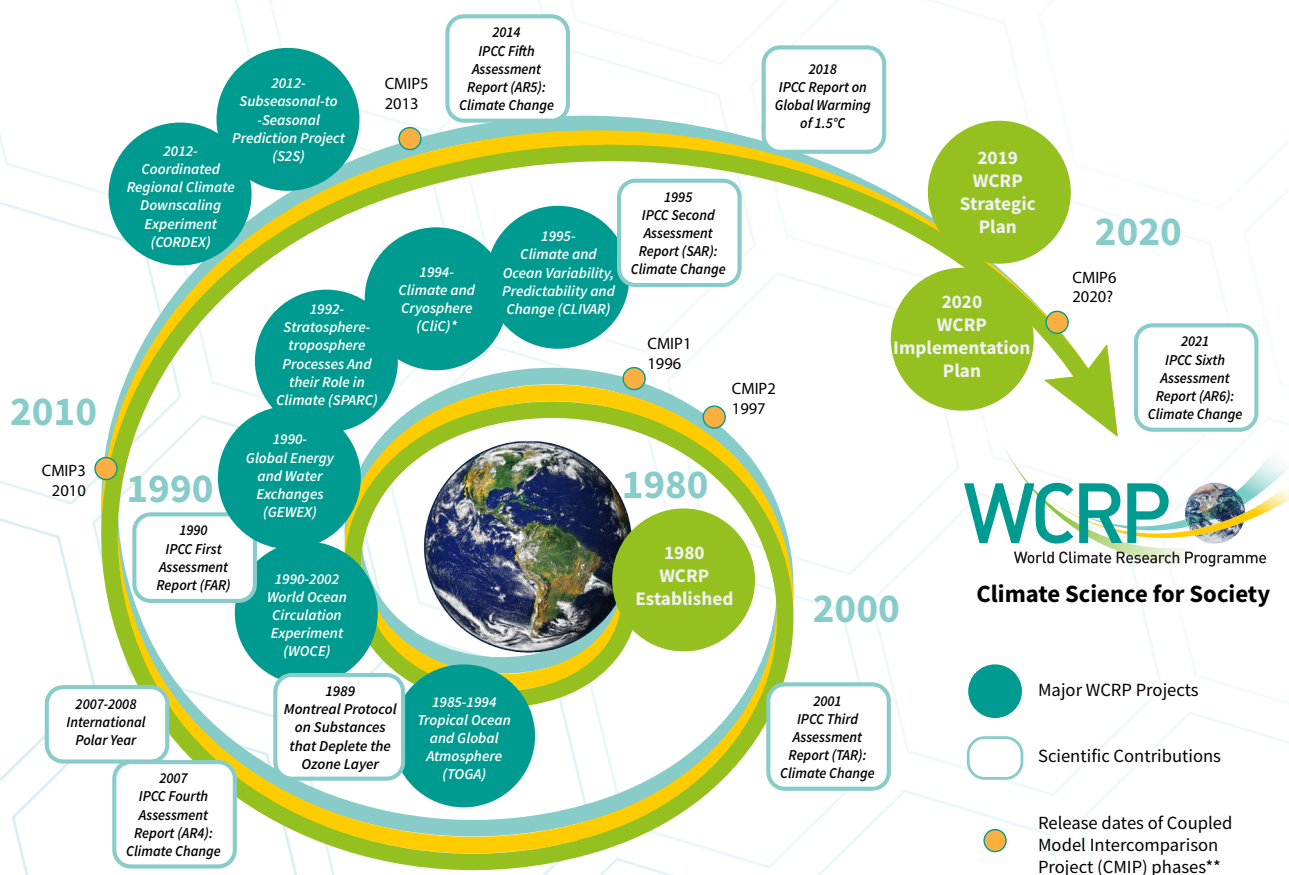 2014
IPCC Fifth
Assessment
Report (AR5):
Climate Change
2018
IPCC Report on
Global Warming
of 1.5°C
CMIP5
2013
2012-
Subseasonal-to
-Seasonal
Prediction Project
(S2S)
2012-
Coordinated
Regional Climate
Downscaling
Experiment
(CORDEX)
2019
WCRP
Strategic
Plan
2020
CMIP6
2020?
2020
WCRP
Implementation
Plan
2021
IPCC Sixth
Assessment
Report (AR6):
Climate Change
1995
IPCC Second
Assessment
Report (SAR):
Climate Change
1995-
Climate and
Ocean Variability,
Predictability and
Change (CLIVAR)
1994-
Climate and
Cryosphere
(CliC)*
1992-
Stratosphere-
troposphere
Processes And
their Role in
Climate (SPARC)
CMIP1
1996
CMIP2
1997
2010
CMIP3
2010
1990
1990-
Global Energy
and Water
Exchanges
(GEWEX)
1980
1990
IPCC First
Assessment
Report (FAR)
1990-2002
World Ocean
Circulation
Experiment
(WOCE)
1980
WCRP
Established
2000
1989
Montreal Protocol
on Substances
that Deplete the
Ozone Layer
1985-1994
Tropical Ocean
and Global
Atmosphere
(TOGA)
2007-2008
International
Polar Year
2007
IPCC Fourth
Assessment
Report (AR4):
Climate Change
2001
IPCC Third
Assessment
Report (TAR):
Climate Change
WCRP
World Climate Research Programme
Climate Science for Society
Major WCRP Projects
Scientific Contributions
Release dates of Coupled
Model Intercomparison
Project (CMIP) phases**